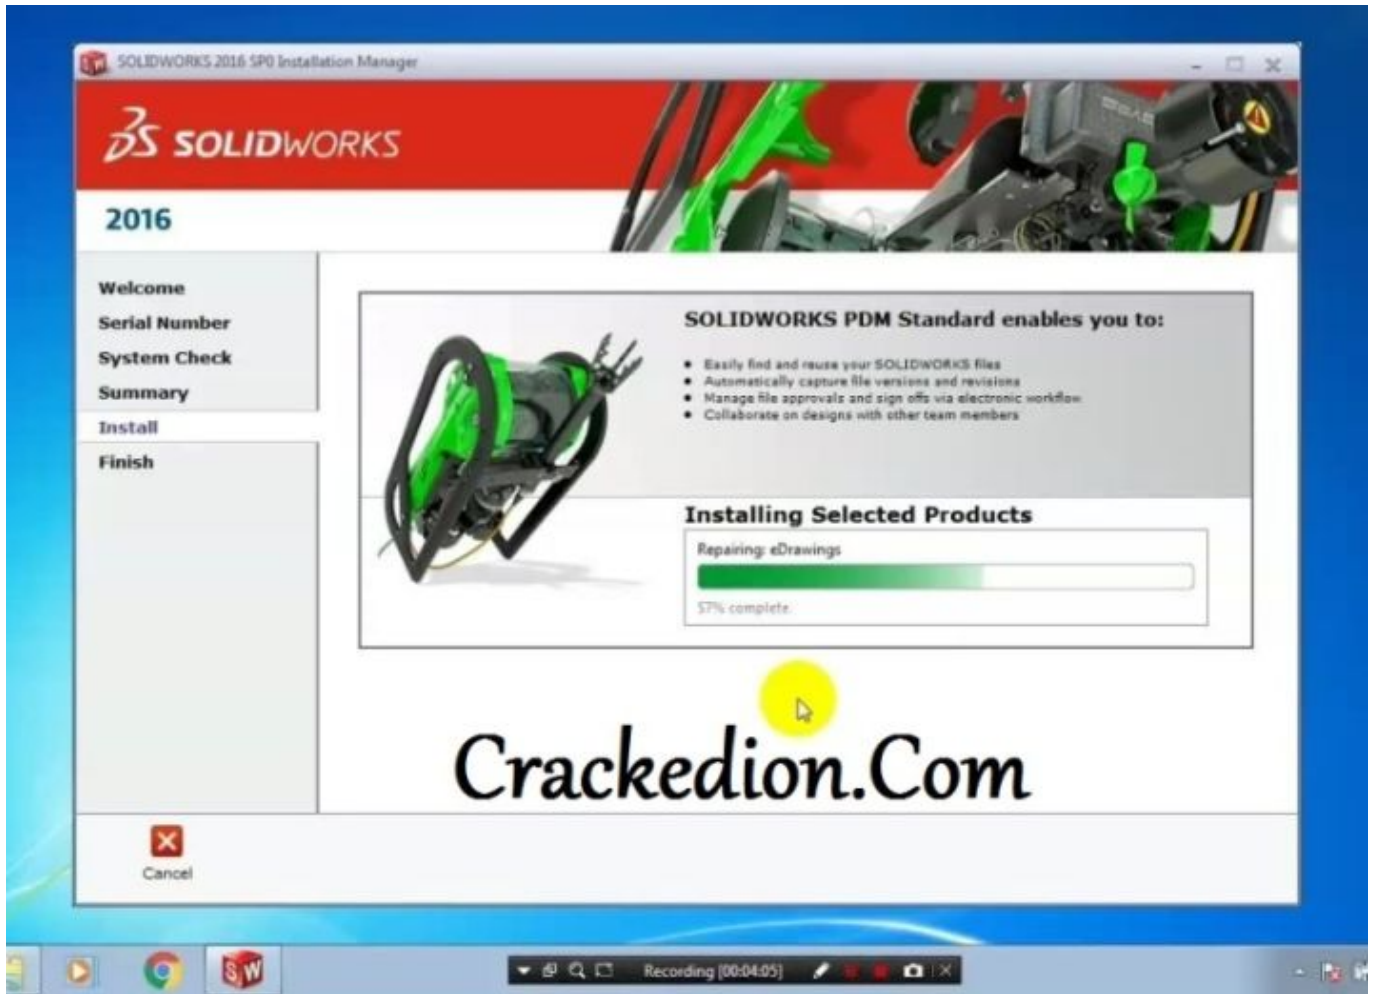 SOLIDWORKS 2016 SP0 Installation Manager
3S SOLIDWORKS
2016
Welcome
Serial Number
System Check
Summary
Install
Finish
SOLIDWORKS PDM Standard enables you to:
• Easily find and reuse your SOLIDWORKS files
• Automatically capture file versions and revisions
• Manage file approvals and sign offs via electronic workflow
• Collaborate on designs with other team members
Installing Selected Products
Repairing: eDrawings
57% complete.
Crackedion.Com
Cancel
SW
Recording [00:04:05]